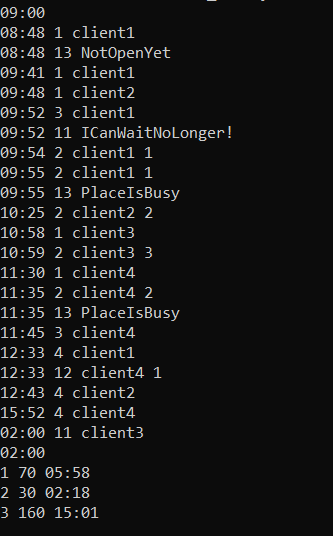 09:00
08:48 1 client1
08:48 13 NotOpenYet
09:41 1 client1
09:48 1 client2
09:52 3 client1
09:52 11 ICanWaitNoLonger!
09:54 2 client1 1
09:55 2 client1 1
09:55 13 PlaceIsBusy
10:25 2 client2 2
10:58 1 client3
10:59 2 client3 3
11:30 1 client4
11:35 2 client4 2
11:35 13 PlaceIsBusy
11:45 3 client4
12:33 4 client1
12:33 12 client4 1
12:43 4 client2
15:52 4 client4
02:00 11 client3
02:00
1 70 05:58
2 30 02:18
3 160 15:01